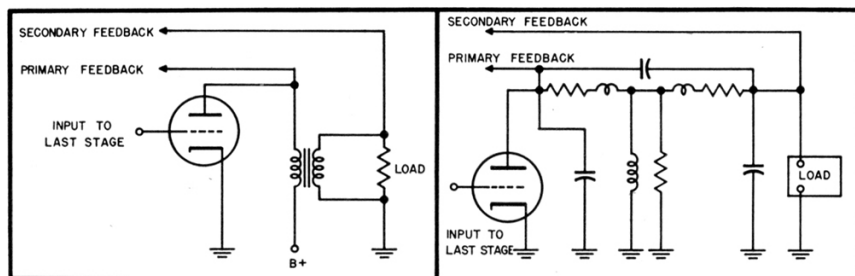 SECONDARY FEEDBACK
PRIMARY FEEDBACK
INPUT TO
LAST STAGE
LOAD
B+
SECONDARY FEEDBACK
PRIMARY FEEDBACK
LOAD
INPUT TO
LAST STAGE